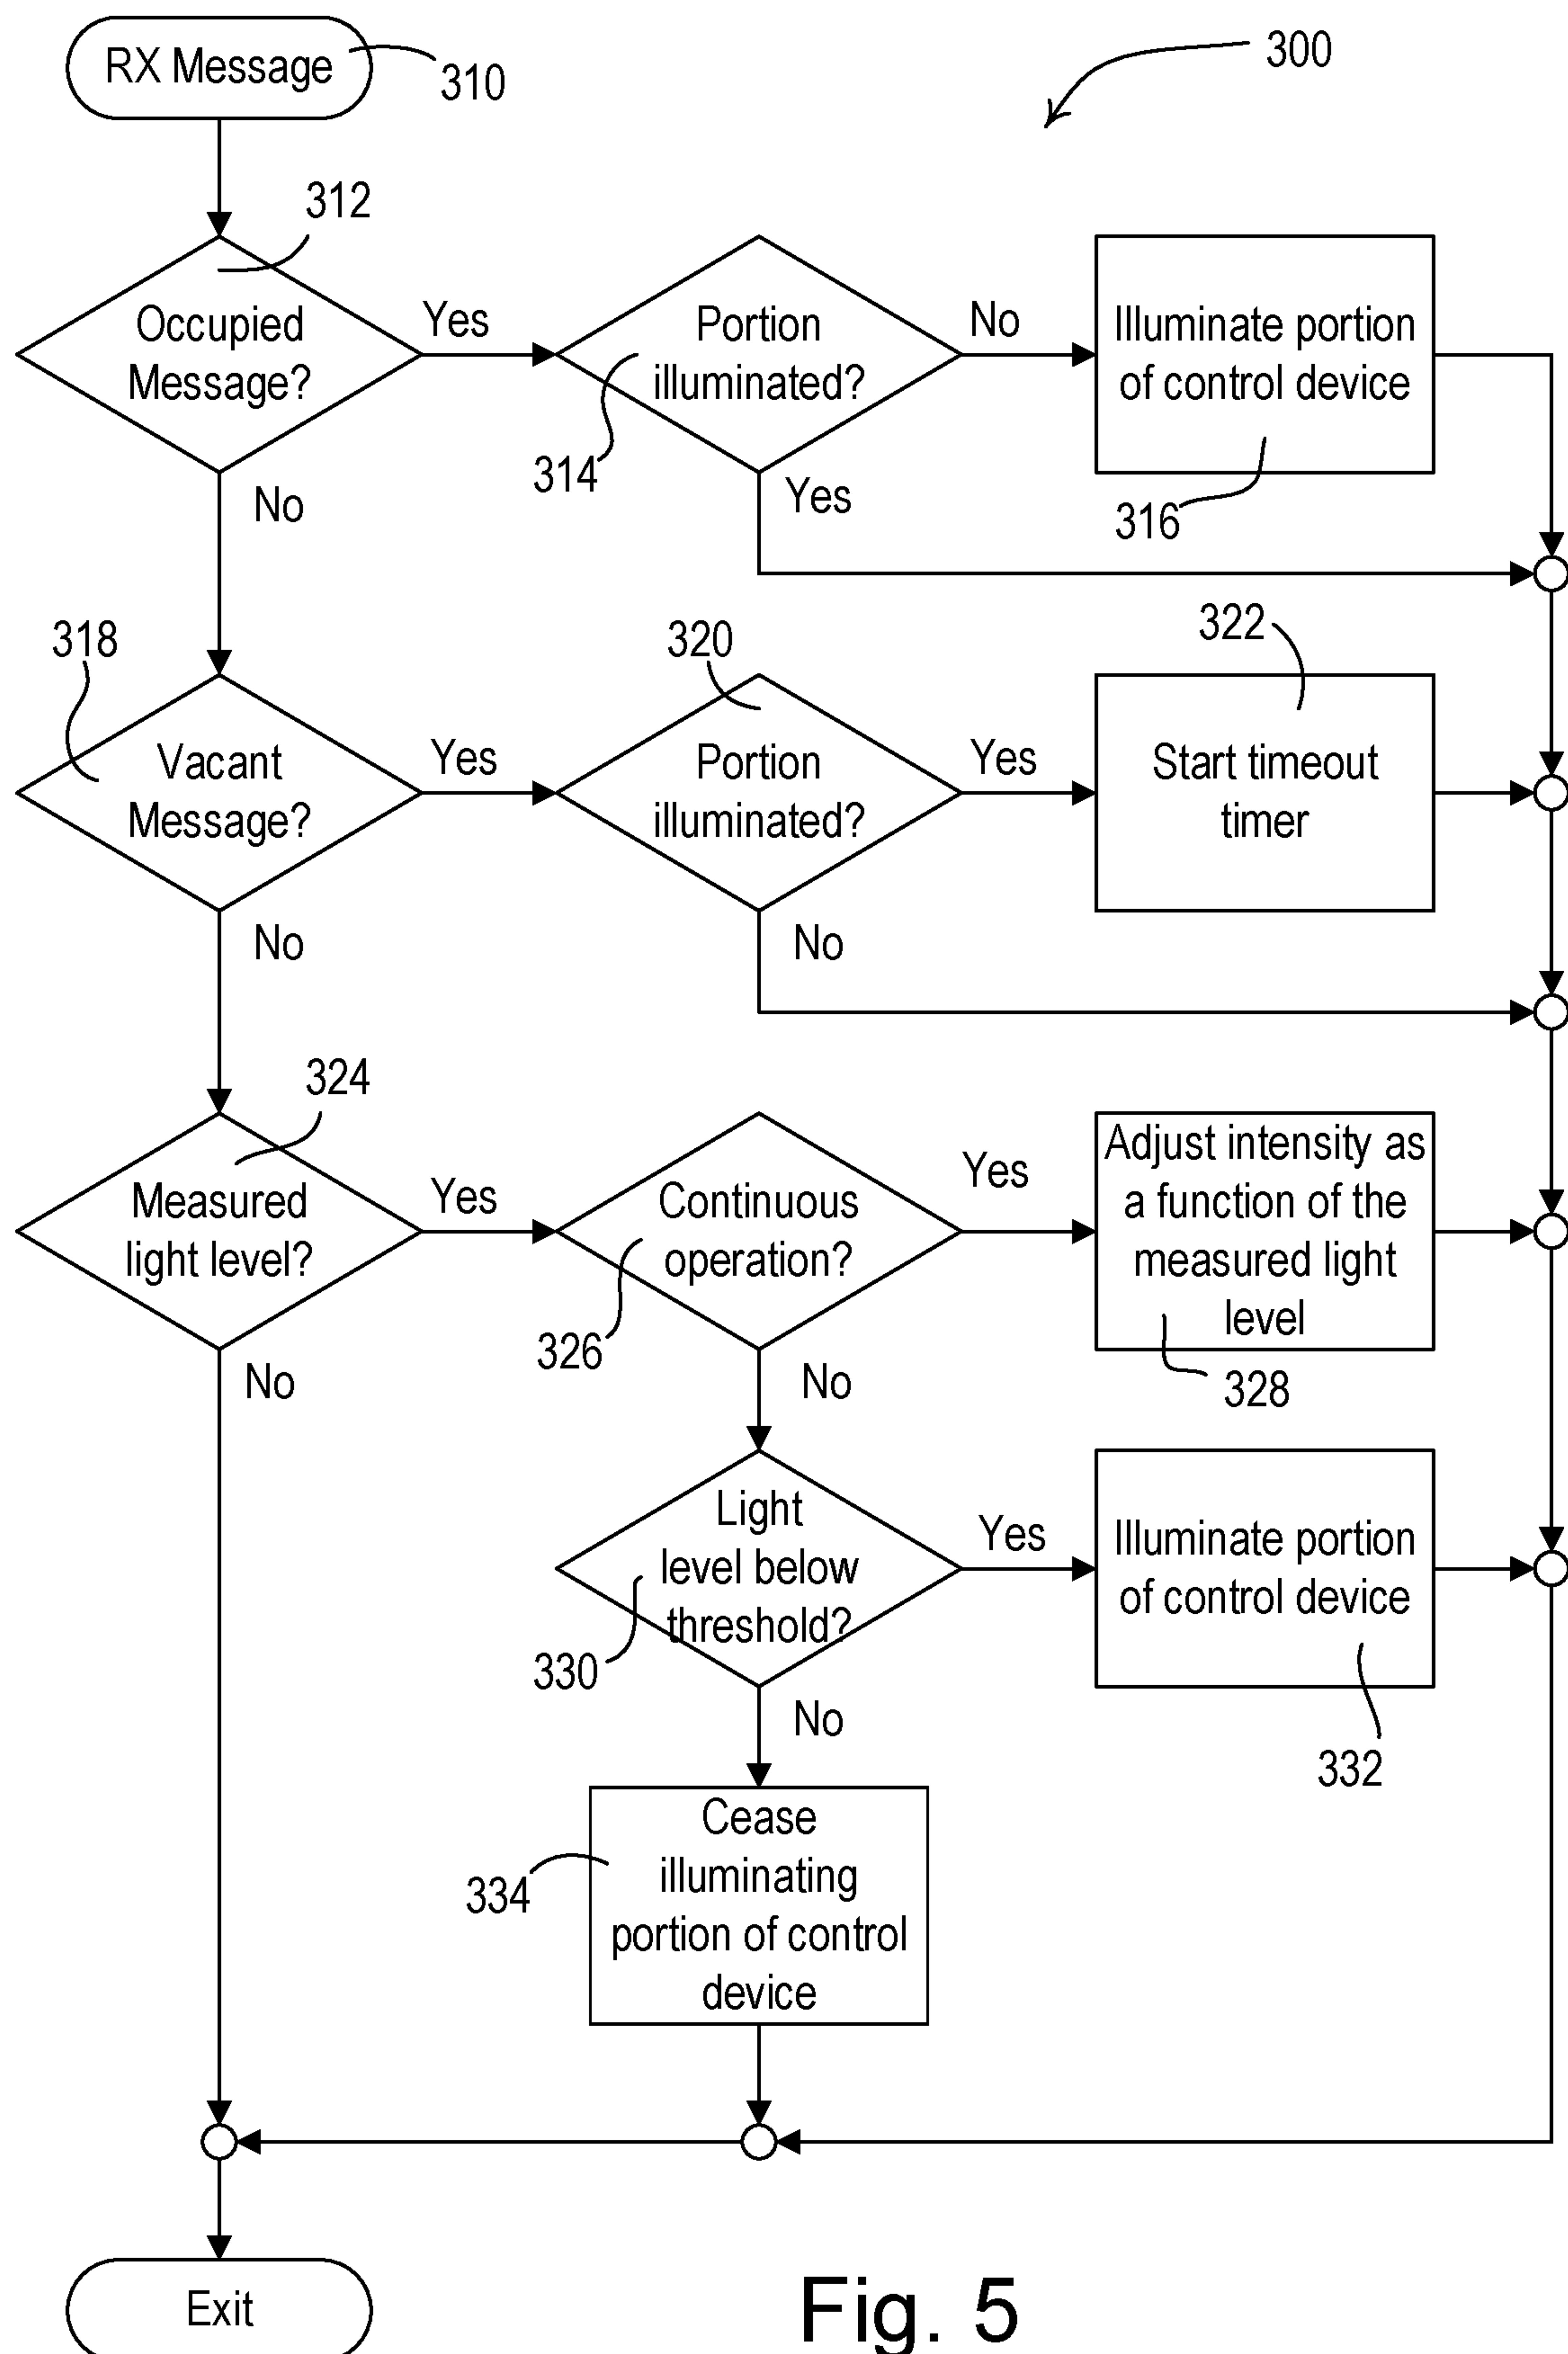 RX Message
310
300
312
Occupied
Message?
Yes
No
Portion
illuminated?
314
No
Yes
Illuminate portion
of control device
316
318
Vacant
Message?
Yes
No
320
Portion
illuminated?
Yes
No
322
Start timeout
timer
324
Measured
light level?
Yes
No
Continuous
operation?
326
Yes
No
Adjust intensity as
a function of the
measured light
level
328
Light
level below
threshold?
330
Yes
No
Illuminate portion
of control device
332
Cease
illuminating
portion of control
device
334
Exit
Fig. 5